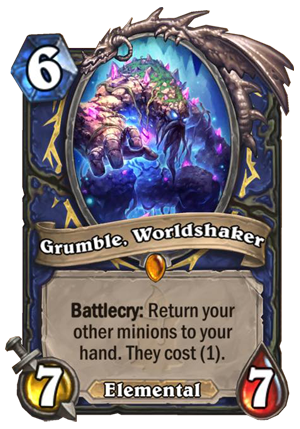 6
Grumble, Worldshaker
Battlecry: Return your
other minions to your
hand. They cost (1).
7
Elemental
7